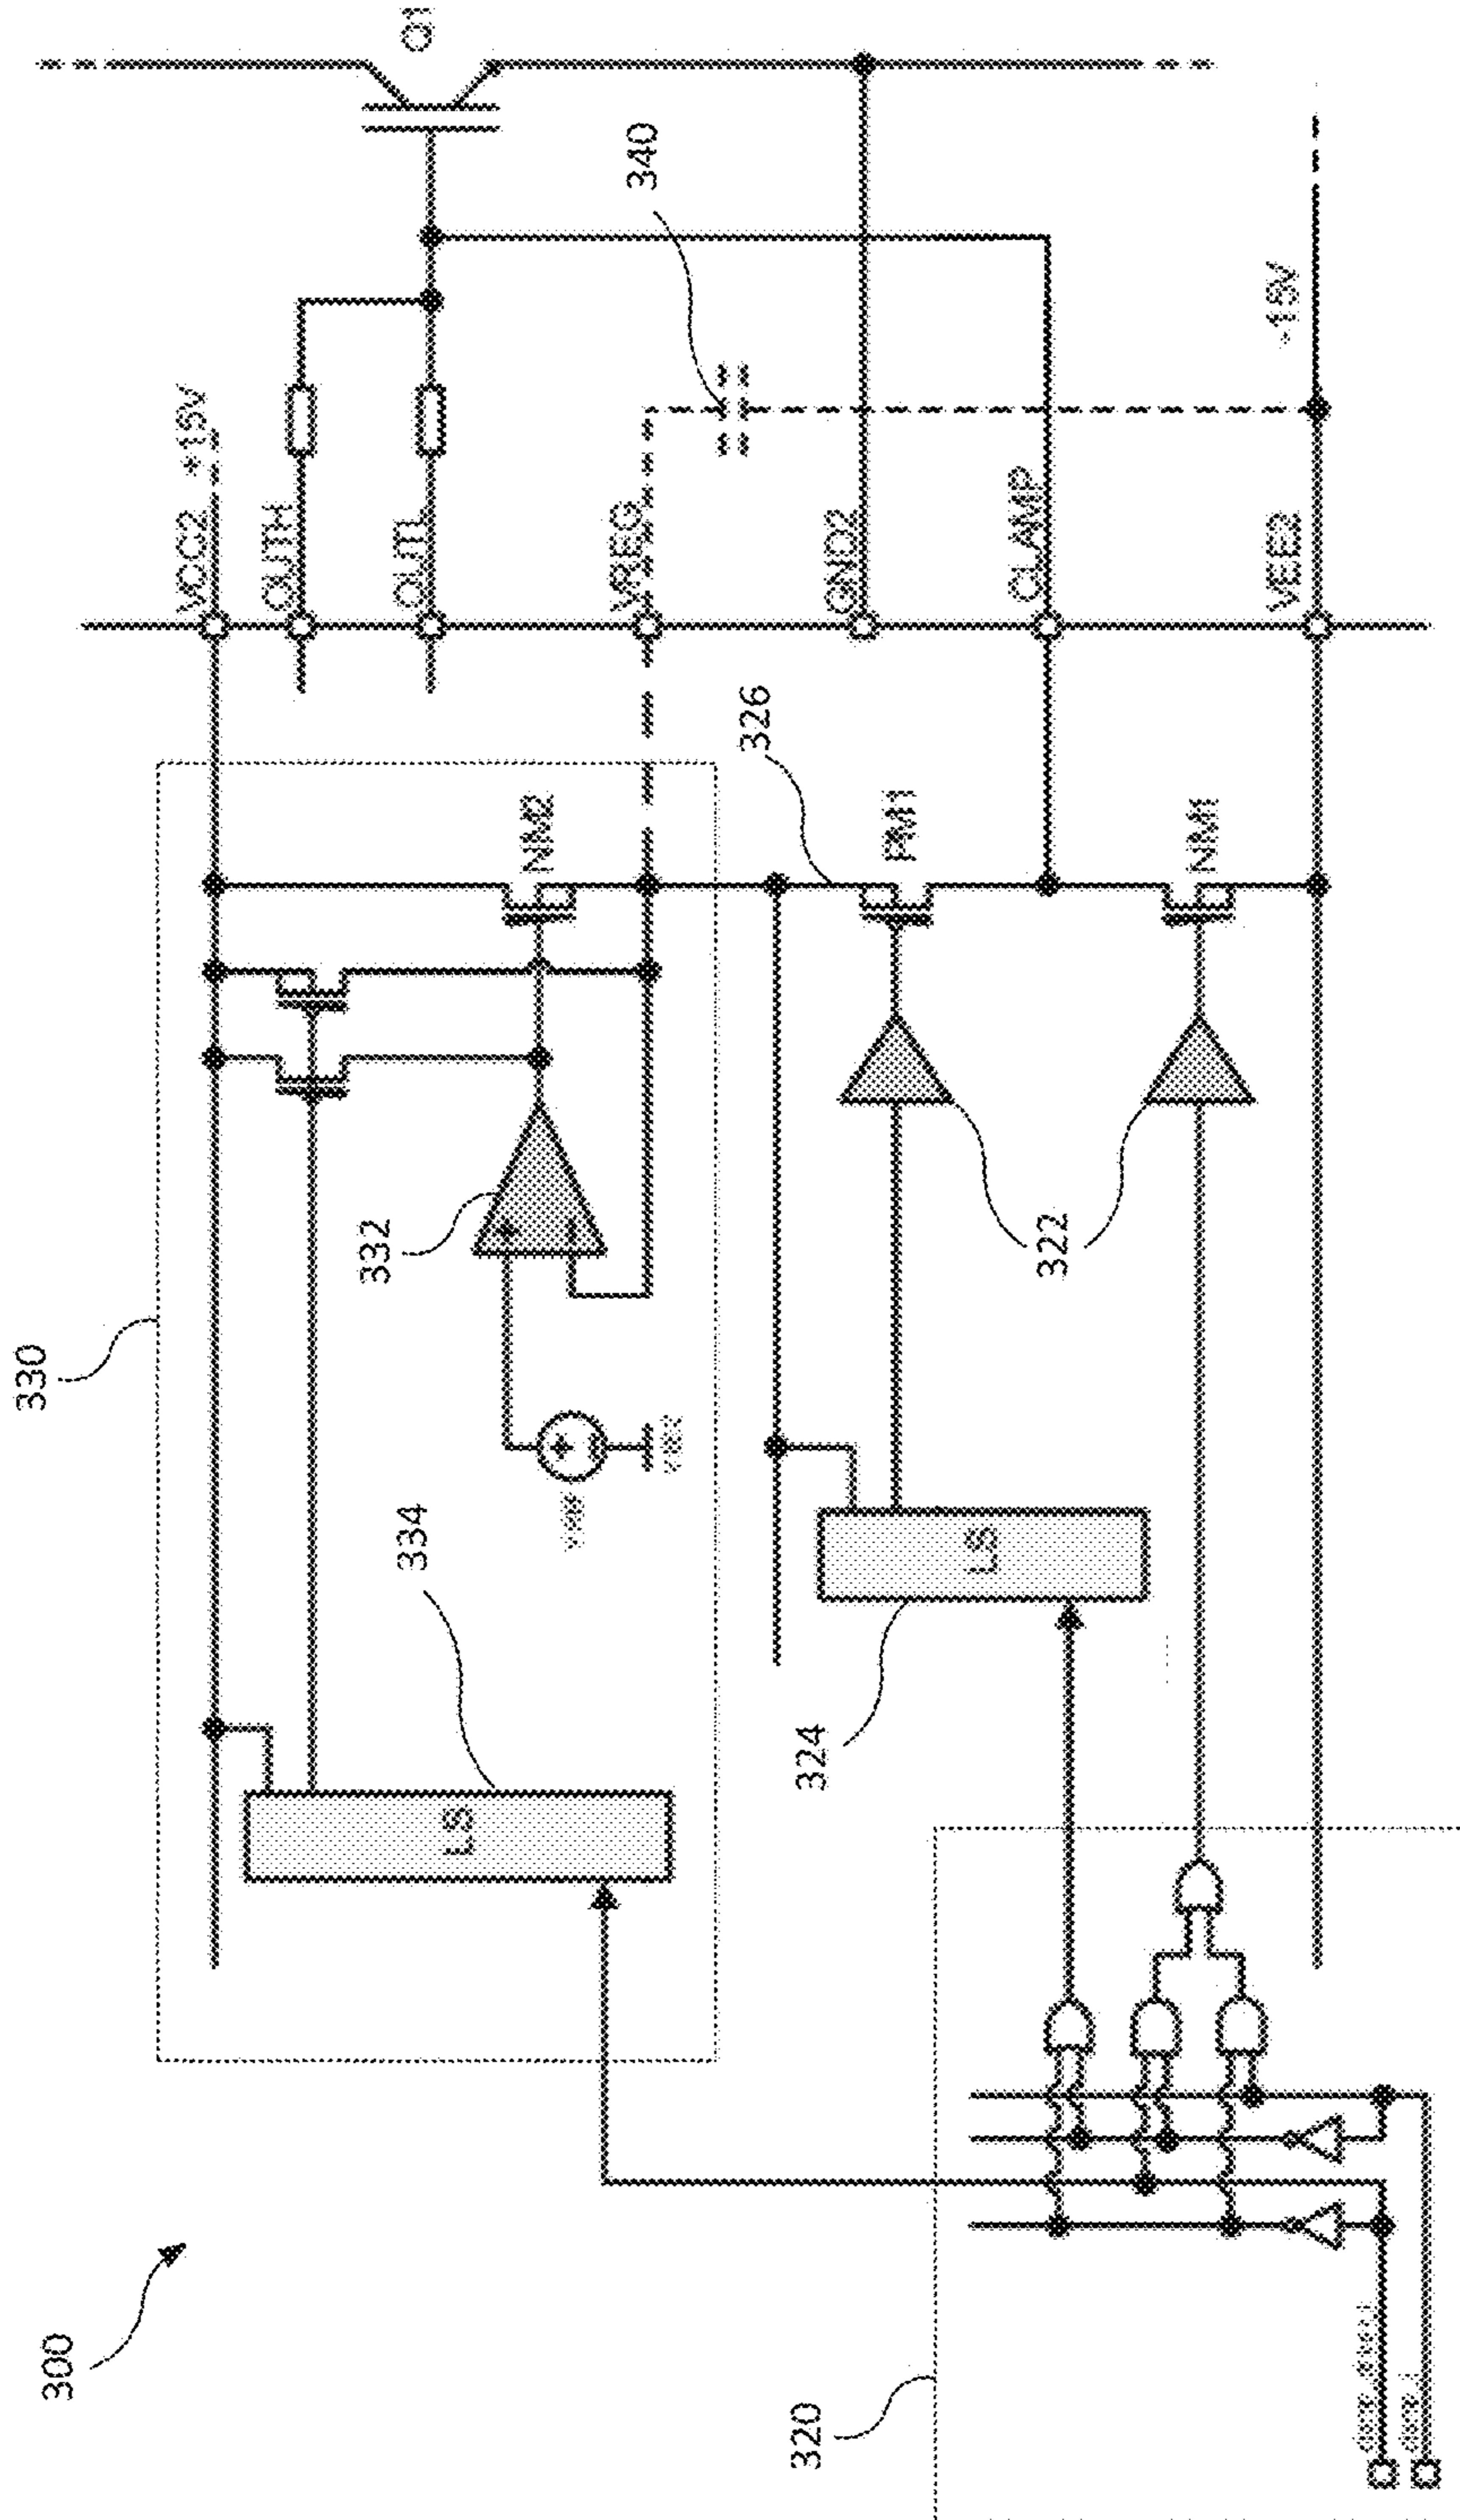 300
330
334
LS
332
NM2
VCC2 +15V
OUTH
OUTL
VREG
340
Q1
GND2
CLAMP
VEE2
-15V
326
PM1
NM1
322
324
LS
320